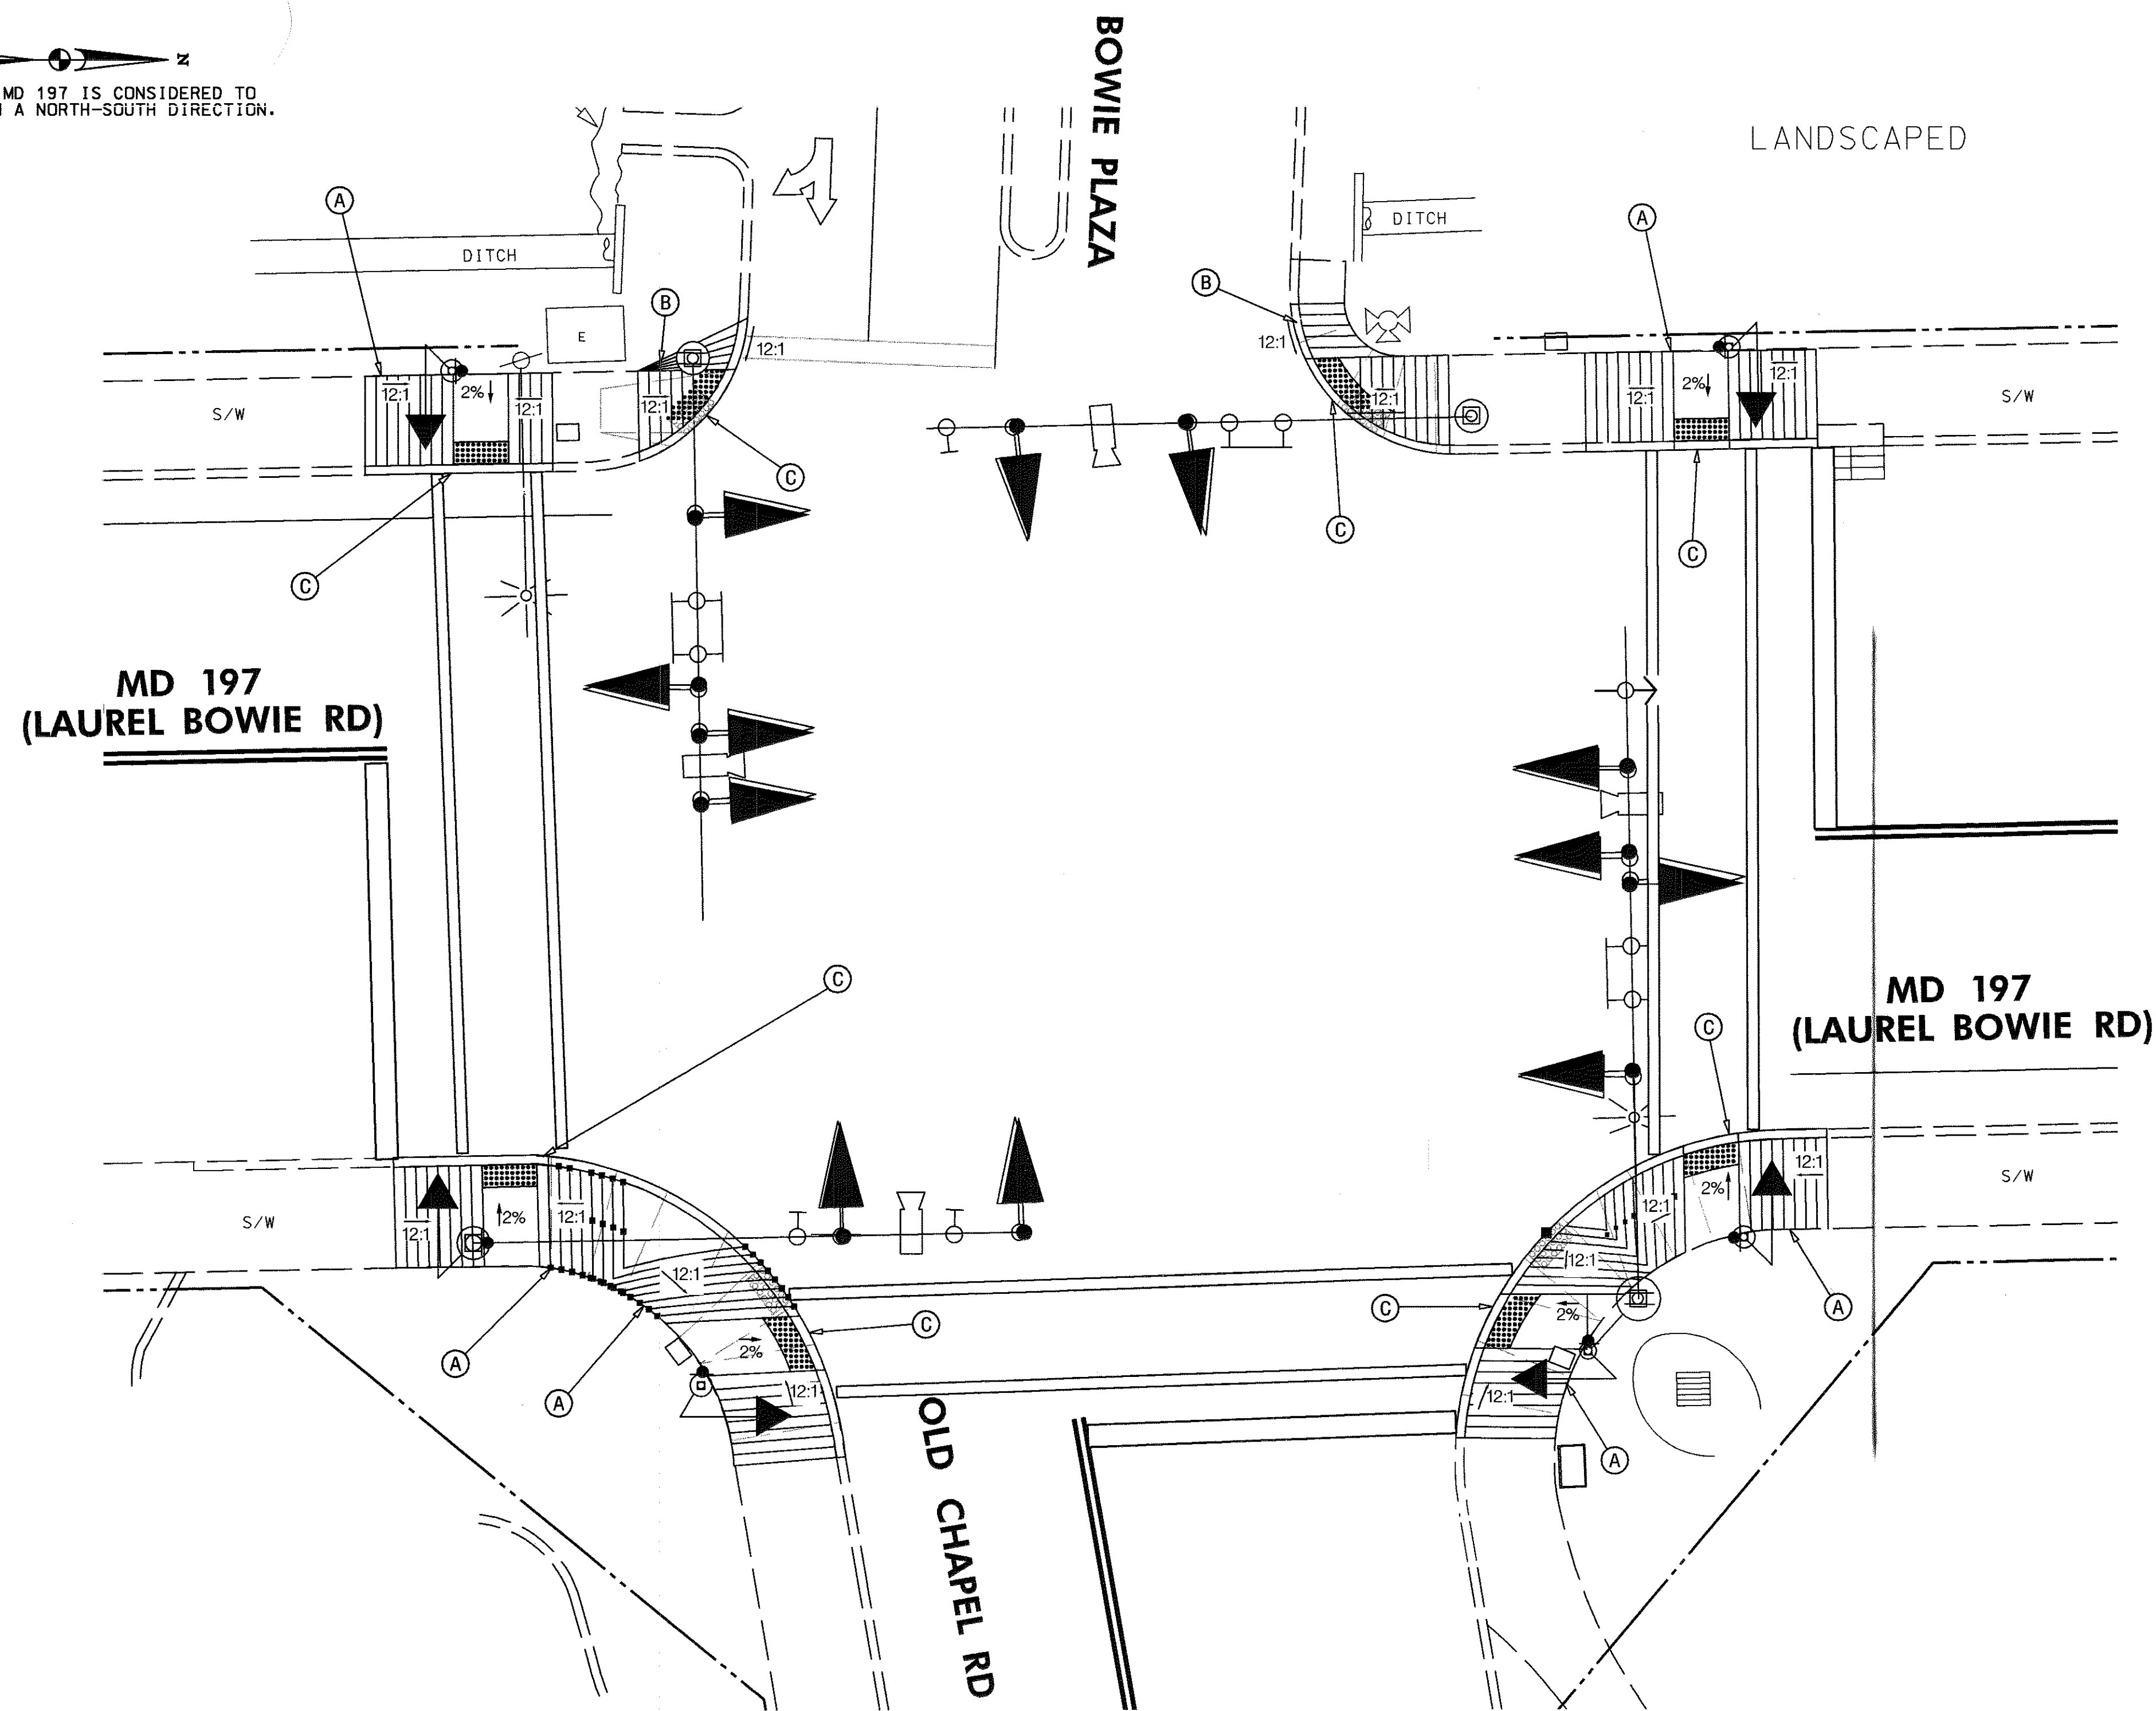 N
MD 197 IS CONSIDERED TO
A NORTH-SOUTH DIRECTION.
BOWIE PLAZA
LANDSCAPED
A
DITCH
B
E
12:1
S/W
12:1
2%
12:1
12:1
C
C
B
DITCH
A
12:1
12:1
12:1
2%
12:1
S/W
C
C
MD 197
(LAUREL BOWIE RD)
C
MD 197
(LAUREL BOWIE RD)
C
S/W
12:1
2%
12:1
12:1
2%
12:1
C
A
A
OLD CHAPEL RD
C
12:1
12:1
2%
12:1
S/W
2%
12:1
A
A